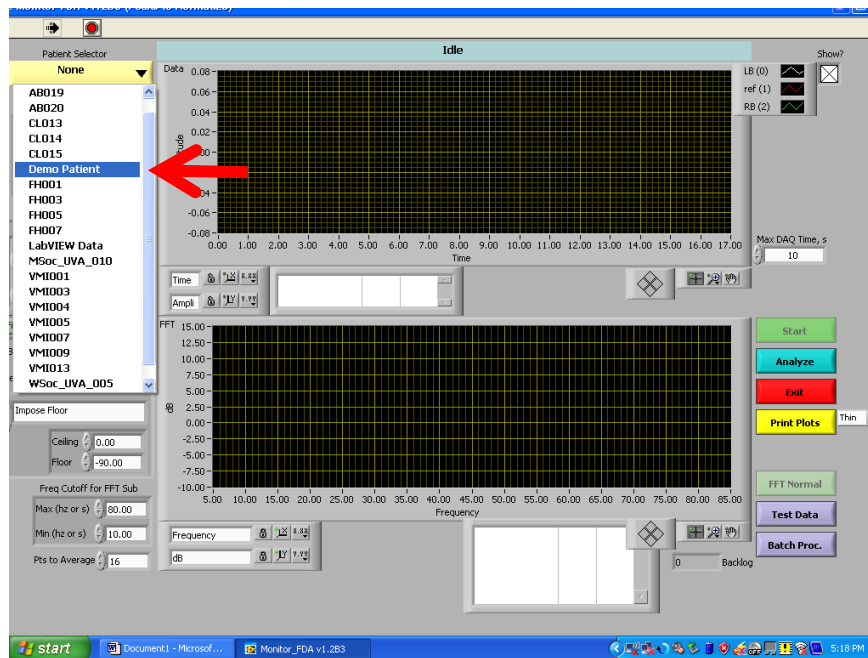 Patient Selector
None
AB019
AB020
CL013
CL014
CL015
Demo Patient
FH001
FH003
FH005
FH007
LabVIEW Data
MSoc_UVA_010
VMI001
VMI003
VMI004
VMI005
VMI007
VMI009
VMI013
WSoc_UVA_005
Impose Floor
Ceiling 0.00
Floor -90.00
Freq Cutoff for FFT Sub
Max (hz or s) 80.00
Min (hz or s) 10.00
Pts to Average 16
Idle
Data
0.08
0.06
0.04
0.02
-0.06
-0.08
0.00 1.00 2.00 3.00 4.00 5.00 6.00 7.00 8.00 9.00 10.00 11.00 12.00 13.00 14.00 15.00 16.00 17.00
Time
Time
Ampli
FFT
15.00
12.50
10.00
7.50
5.00
2.50
0.00
-2.50
-5.00
-7.50
-10.00
dB
5.00 10.00 15.00 20.00 25.00 30.00 35.00 40.00 45.00 50.00 55.00 60.00 65.00 70.00 75.00 80.00 85.00
Frequency
Frequency
dB
0 Backlog
Show?
LB (0)
ref (1)
RB (2)
Max DAQ Time, s
10
Start
Analyze
Exit
Print Plots
Thin
FFT Normal
Test Data
Batch Proc.
start
Document1 - Microsof...
Monitor_FDA v1.2B3
5:18 PM